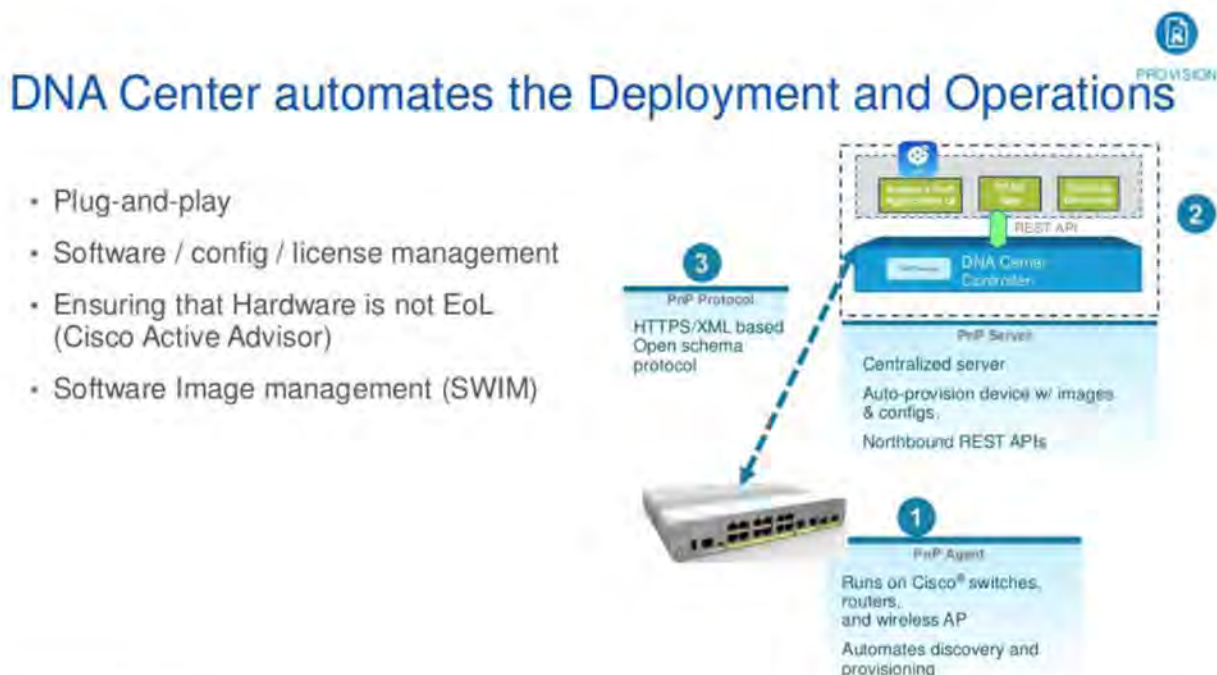 PROVISION
DNA Center automates the Deployment and Operations
• Plug-and-play
• Software / config / license management
• Ensuring that Hardware is not EoL
(Cisco Active Advisor)
• Software Image management (SWIM)
2
REST API
DNA Center
Controller
3
PnP Protocol
HTTPS/XML based
Open schema
protocol
PnP Server
Centralized server
Auto-provision device w/ images
& configs.
Northbound REST APIs
1
PnP Agent
Runs on Cisco® switches,
routers,
and wireless AP
Automates discovery and
provisioning